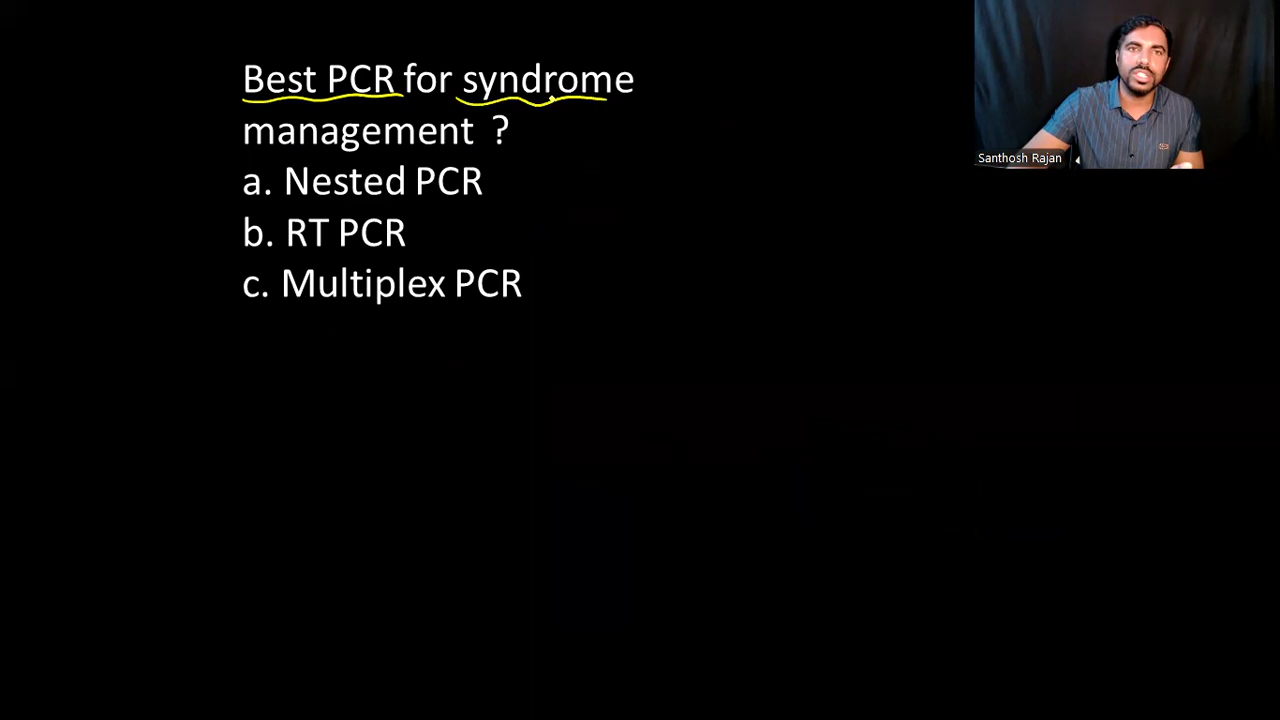 Best PCR for syndrome
management ?
a. Nested PCR
b. RT PCR
c. Multiplex PCR
Santhosh Rajan